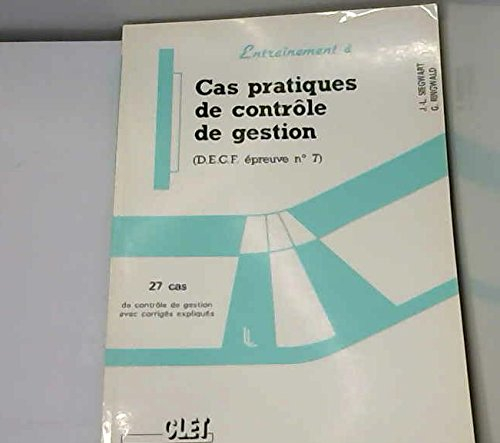 Entraînement à
J.-L. SIEGWART
G. RINGWALD
Cas pratiques
de contrôle
de gestion
(D.E.C.F. épreuve n° 7)
27 cas
de contrôle de gestion
avec corrigés expliqués
CLET